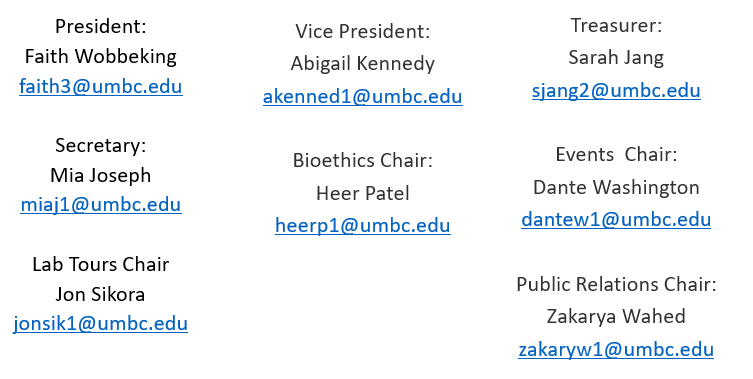 President:
Faith Wobbeking
faith3@umbc.edu
Vice President:
Abigail Kennedy
akenned1@umbc.edu
Treasurer:
Sarah Jang
sjang2@umbc.edu
Secretary:
Mia Joseph
miaj1@umbc.edu
Bioethics Chair:
Heer Patel
heerp1@umbc.edu
Events  Chair:
Dante Washington
dantew1@umbc.edu
Lab Tours Chair
Jon Sikora
jonsik1@umbc.edu
Public Relations Chair:
Zakarya Wahed
zakaryw1@umbc.edu